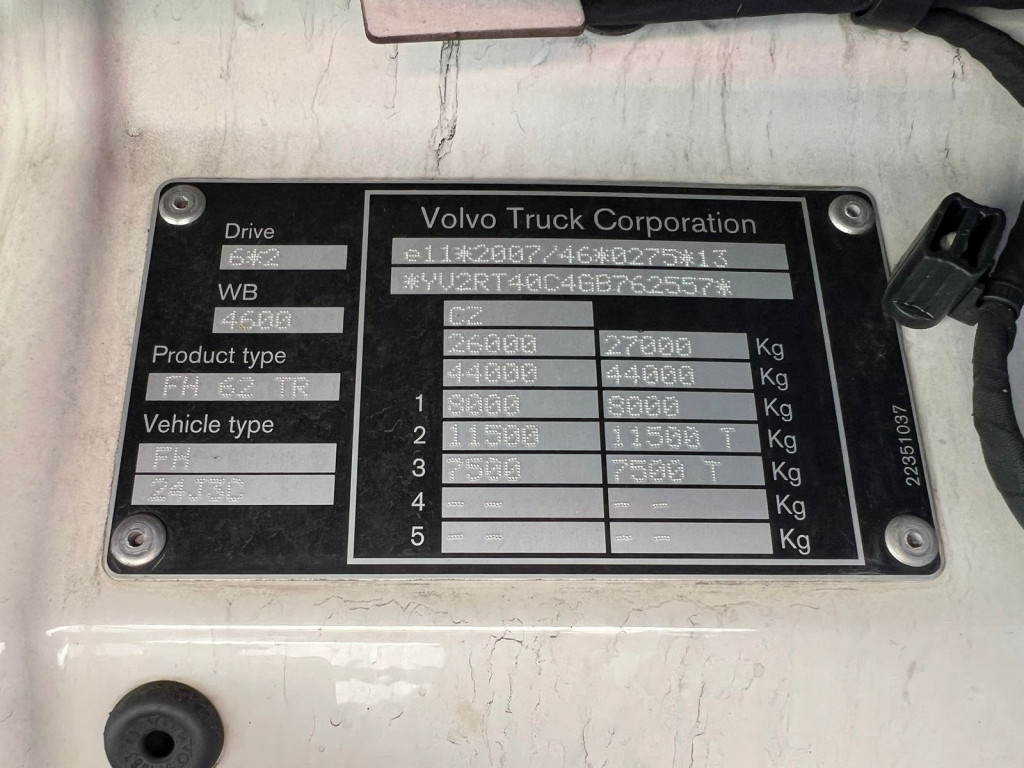 Drive
6*2
WB
4600
Product type
FH 62 TR
Vehicle type
FH
24J3C
Volvo Truck Corporation
e11*2007/46*0275*13
*YV2RT40C4GB762557*
CZ
26000 27000 Kg
44000 44000 Kg
1 8000 8000 Kg
2 11500 11500 T Kg
3 7500 7500 T Kg
4 -- -- -- -- Kg
5 -- -- -- -- Kg
22351037
VOLVO